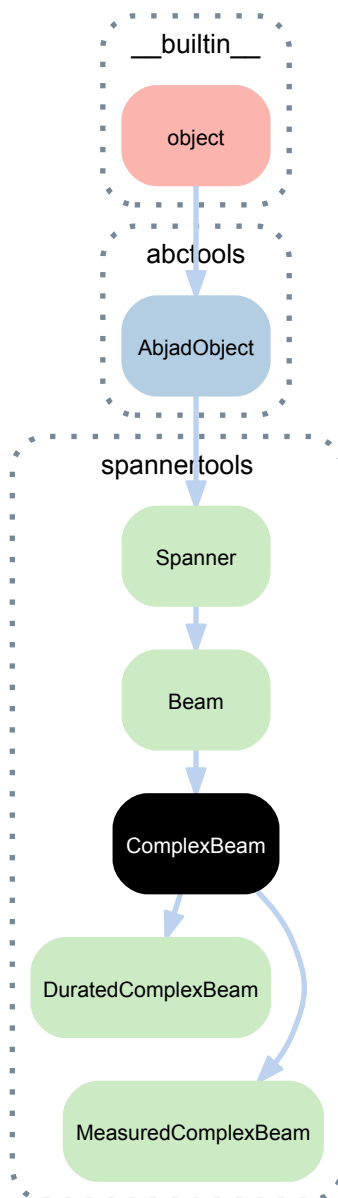 __builtin__
object
abctools
AbjadObject
spannertools
Spanner
Beam
ComplexBeam
DuratedComplexBeam
MeasuredComplexBeam